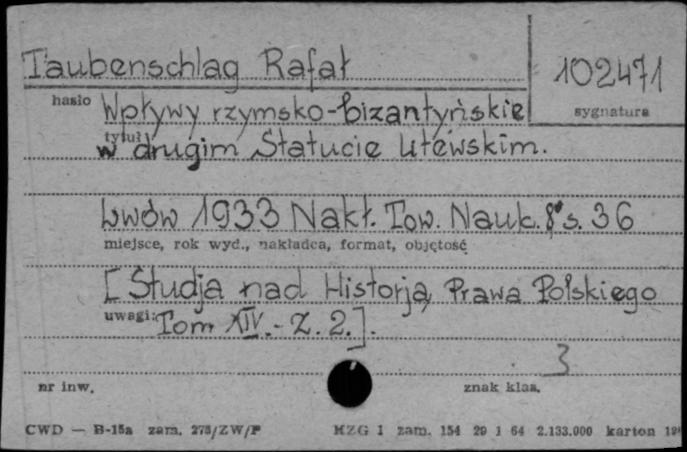 Taubenschlag Rafał
102471
hasło
sygnatura
Wpływy rzymsko-bizantyńskie
tytuł
w drugim Statucie litewskim.
Lwów 1933 Nakł. Tow. Nauk. 8° s. 36
miejsce, rok wyd., nakładca, format, objętość
[Studja nad Historją Prawa Polskiego
uwagi:
Tom XIV.- Z. 2.].
3
nr inw.
znak klas.
CWD — B-15a zam. 275/ZW/P
KZG 1 zam. 154 29 1 64 2.133.000 karton